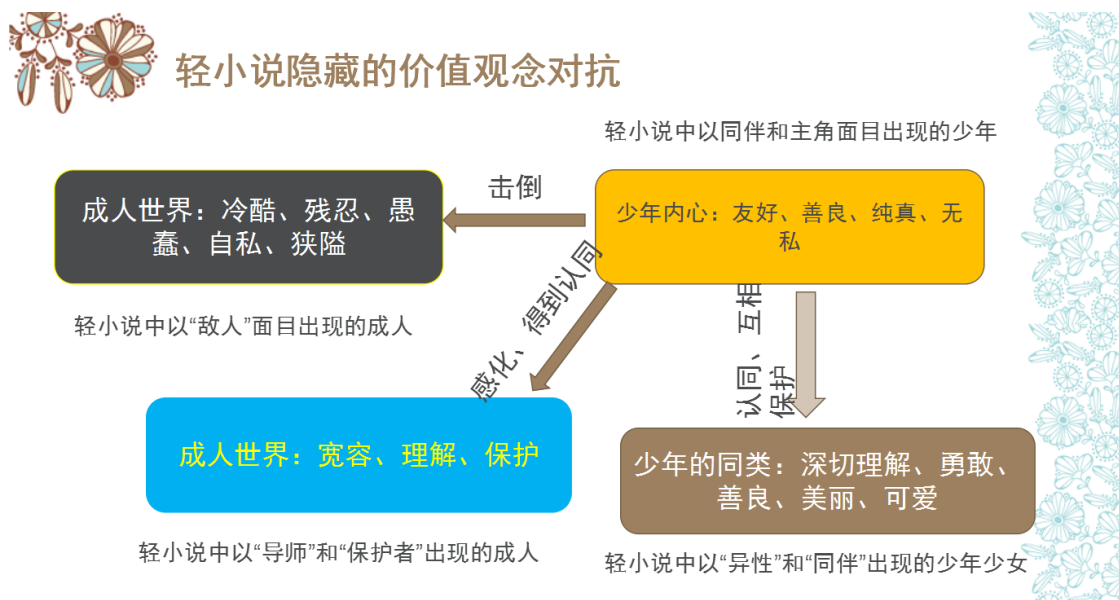 轻小说隐藏的价值观念对抗
轻小说中以同伴和主角面目出现的少年
击倒
成人世界：冷酷、残忍、愚
蠢、自私、狭隘
少年内心：友好、善良、纯真、无
私
轻小说中以“敌人”面目出现的成人
感化、得到认同
认同、互相
保护
成人世界：宽容、理解、保护
少年的同类：深切理解、勇敢、
善良、美丽、可爱
轻小说中以“导师”和“保护者”出现的成人
轻小说中以“异性”和“同伴”出现的少年少女